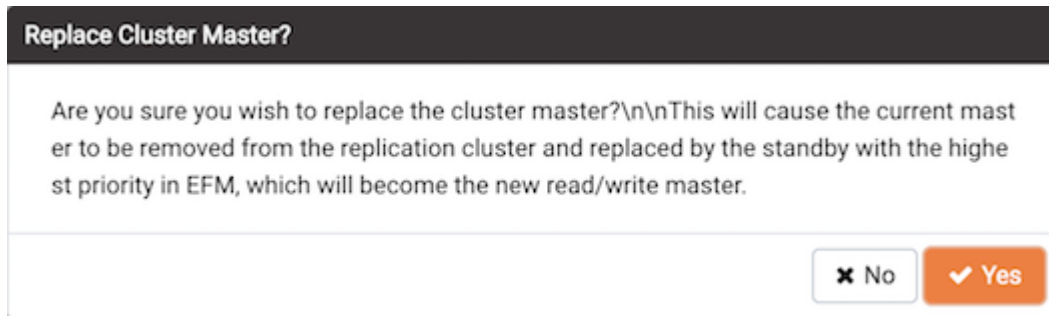 Replace Cluster Master?
Are you sure you wish to replace the cluster master?\n\nThis will cause the current mast
er to be removed from the replication cluster and replaced by the standby with the highe
st priority in EFM, which will become the new read/write master.
No
Yes